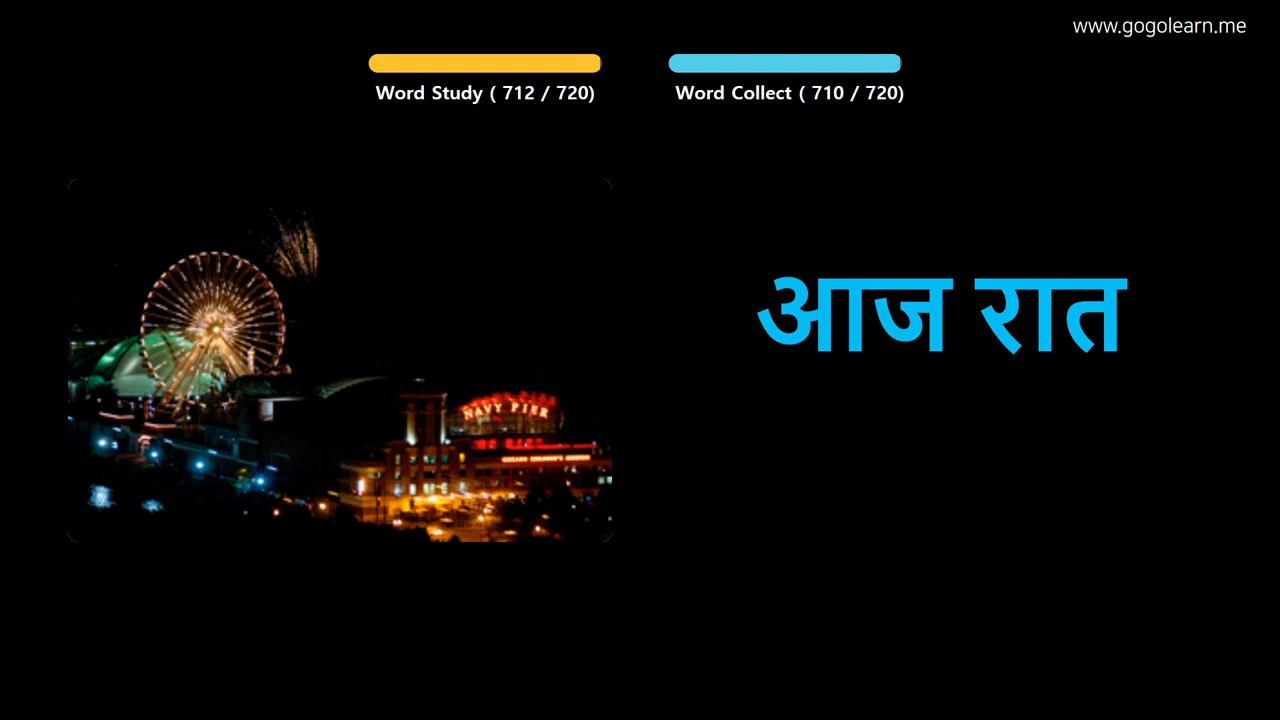 www.gogolearn.me
Word Study ( 712 / 720)
Word Collect ( 710 / 720)
आज रात
NAVY PIER